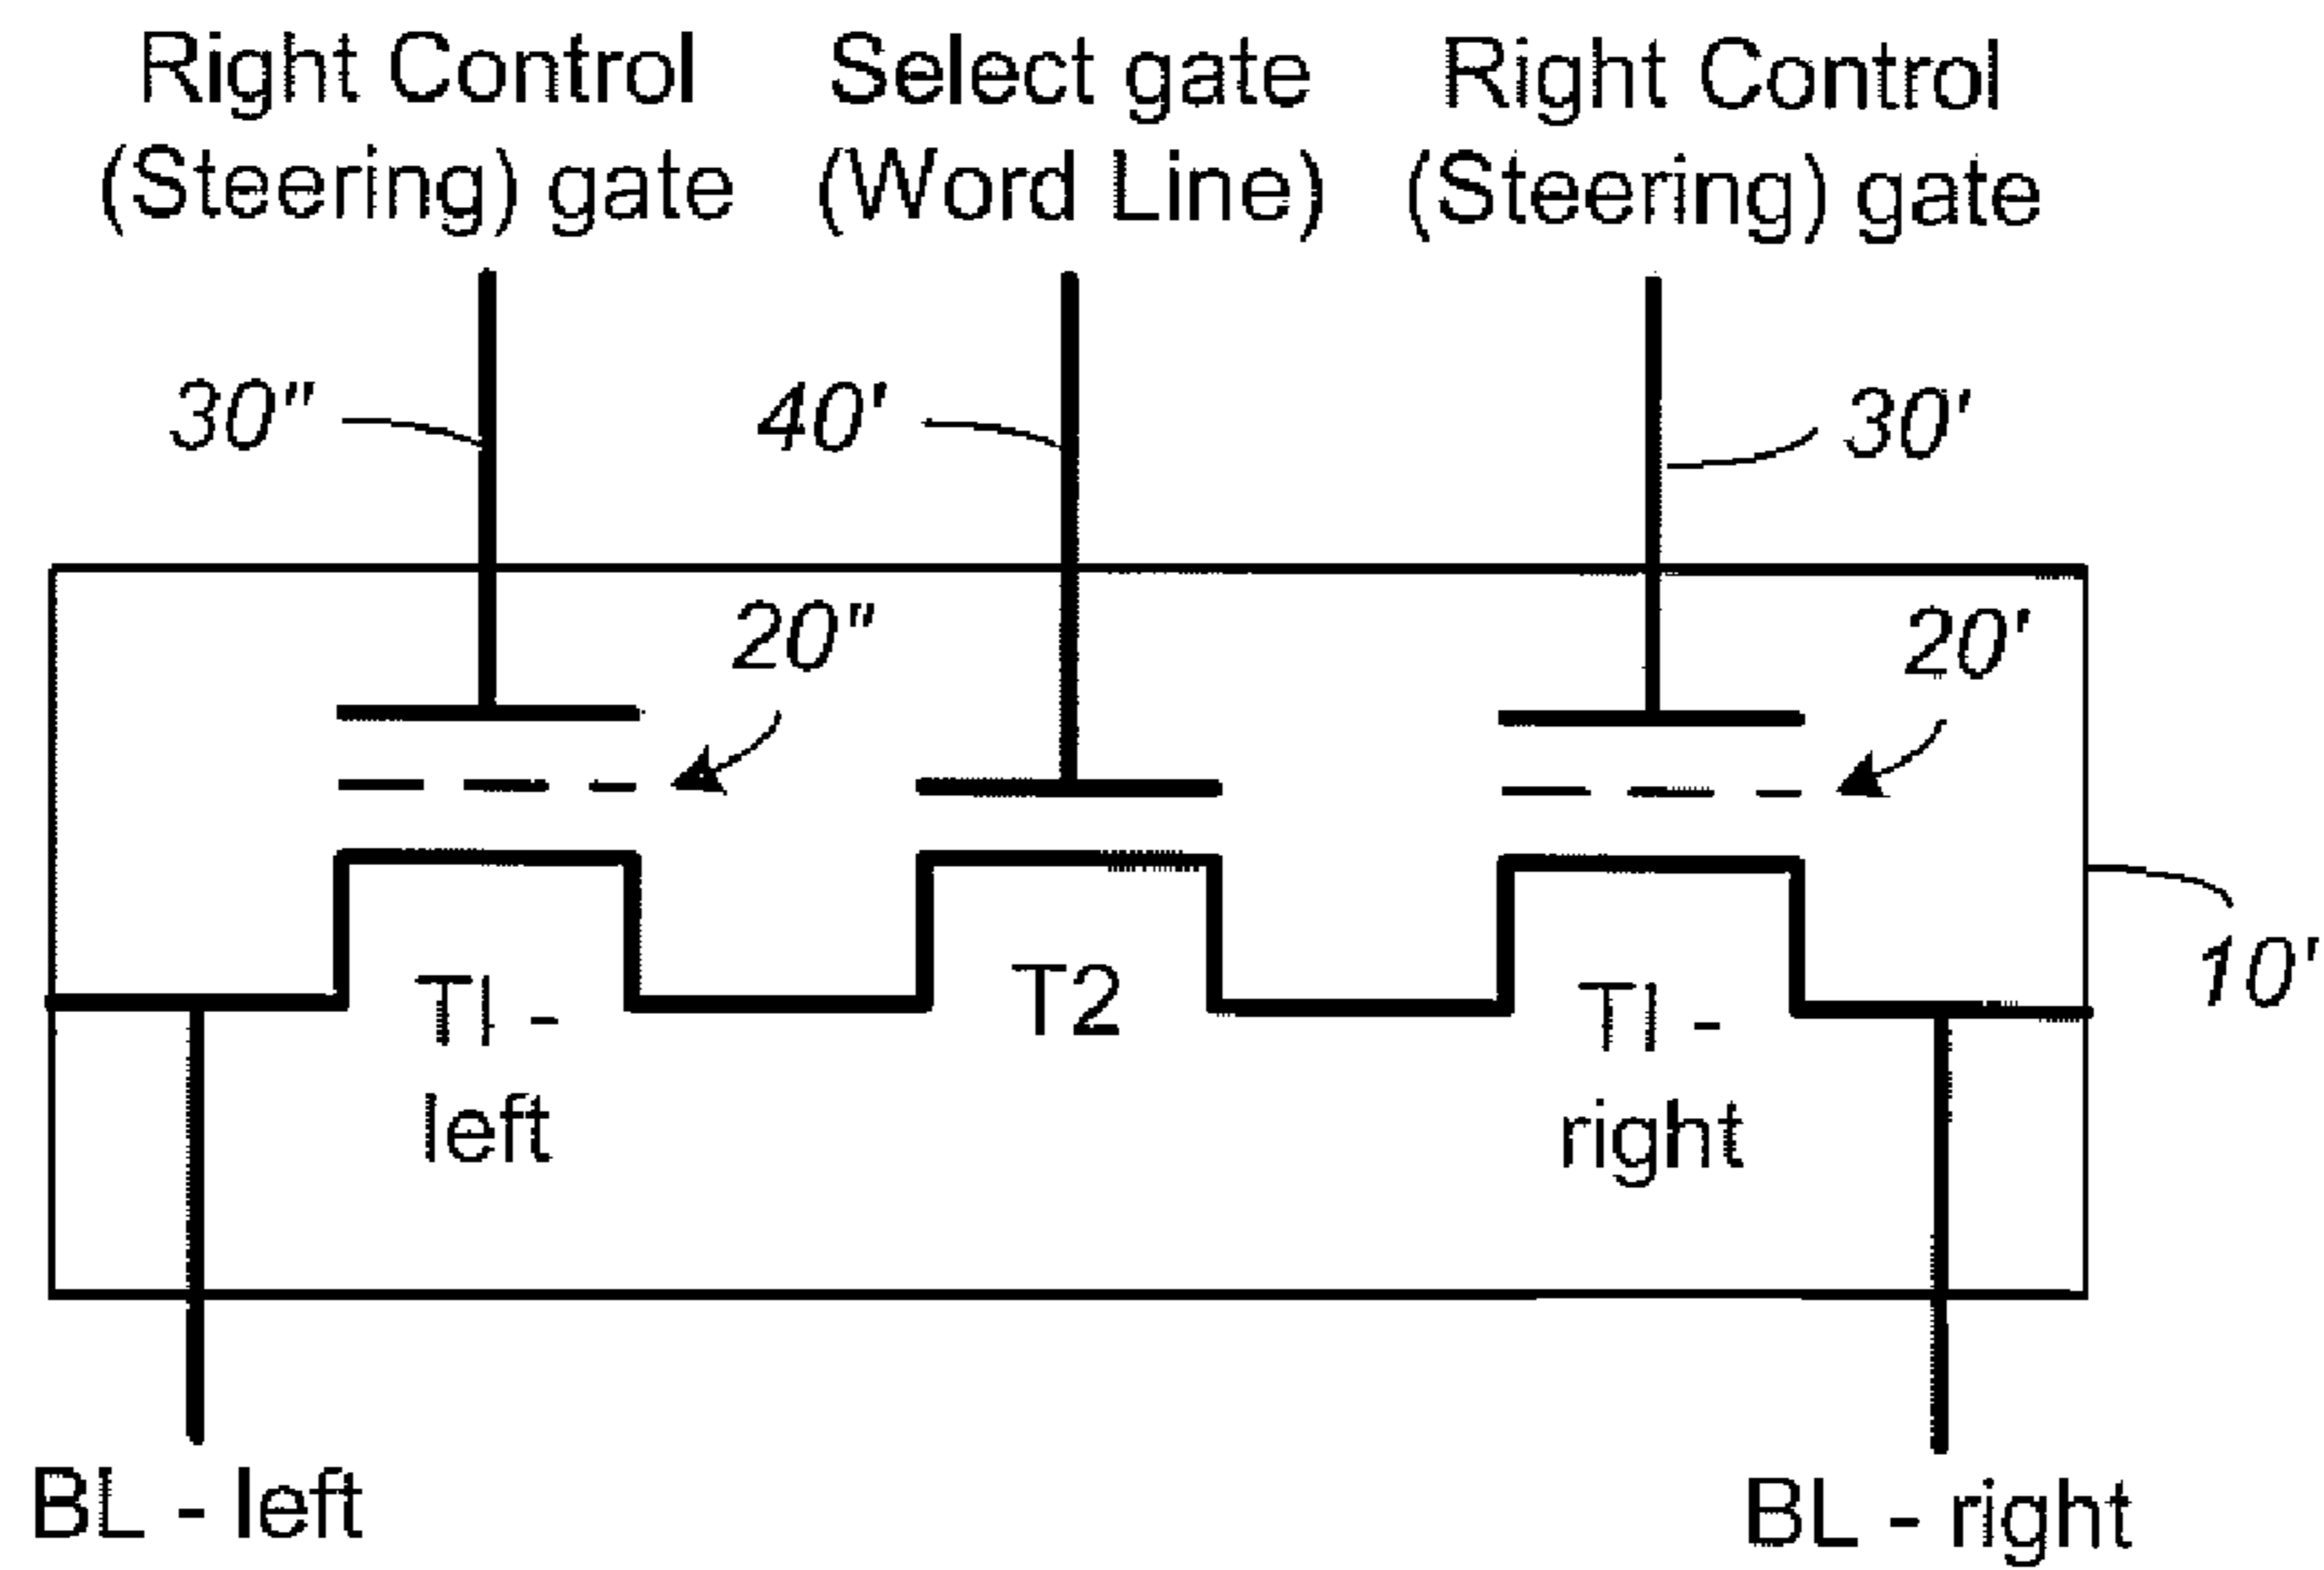 Right Control
(Steering) gate
Select gate
(Word Line)
Right Control
(Steering) gate
30"
40'
30'
20"
20'
10'
TI -
left
T2
TI -
right
BL - left
BL - right